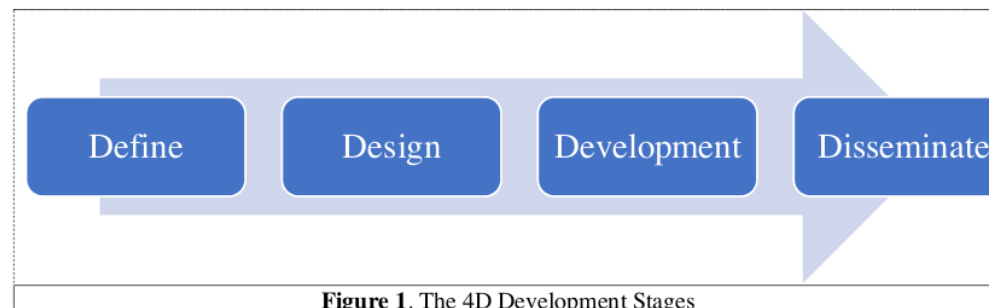 Define Design Development Disseminate
Figure 1. The 4D Development Stages